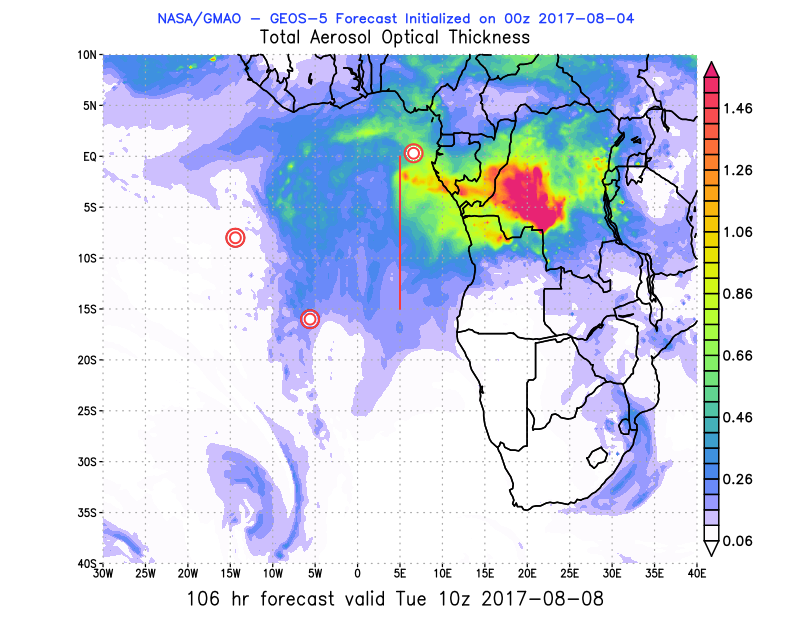 NASA/GMAO - GEOS-5 Forecast Initialized on 00z 2017-08-04
Total Aerosol Optical Thickness
10N
5N
EQ
5S
10S
15S
20S
25S
30S
35S
40S
30W 25W 20W 15W 10W 5W 0 5E 10E 15E 20E 25E 30E 35E 40E
1.46
1.26
1.06
0.86
0.66
0.46
0.26
0.06
106 hr forecast valid Tue 10z 2017-08-08